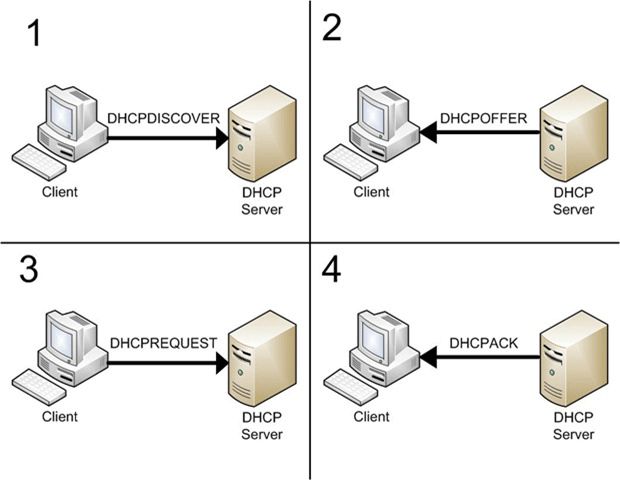 1
DHCPDISCOVER
Client
DHCP
Server
2
DHCPOFFER
Client
DHCP
Server
3
DHCPREQUEST
Client
DHCP
Server
4
DHCPACK
Client
DHCP
Server